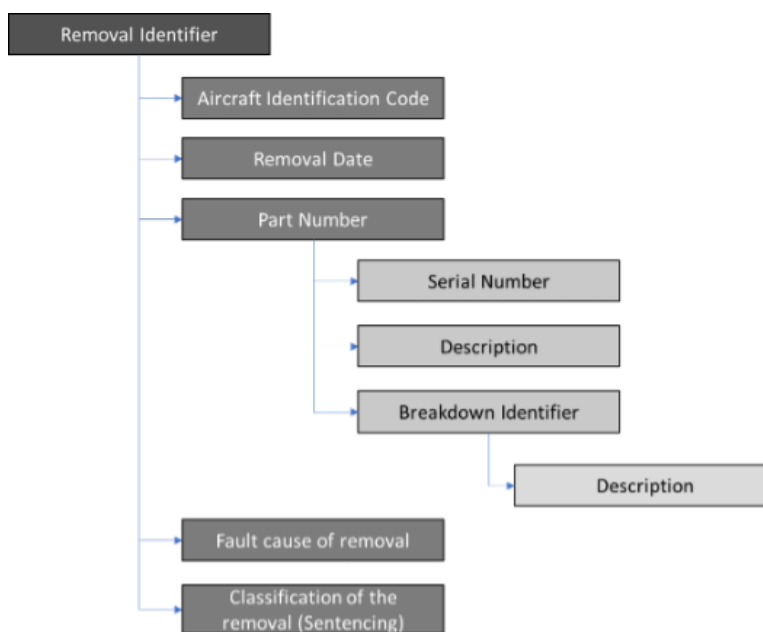 Removal Identifier
Aircraft Identification Code
Removal Date
Part Number
Serial Number
Description
Breakdown Identifier
Description
Fault cause of removal
Classification of the
removal (Sentencing)